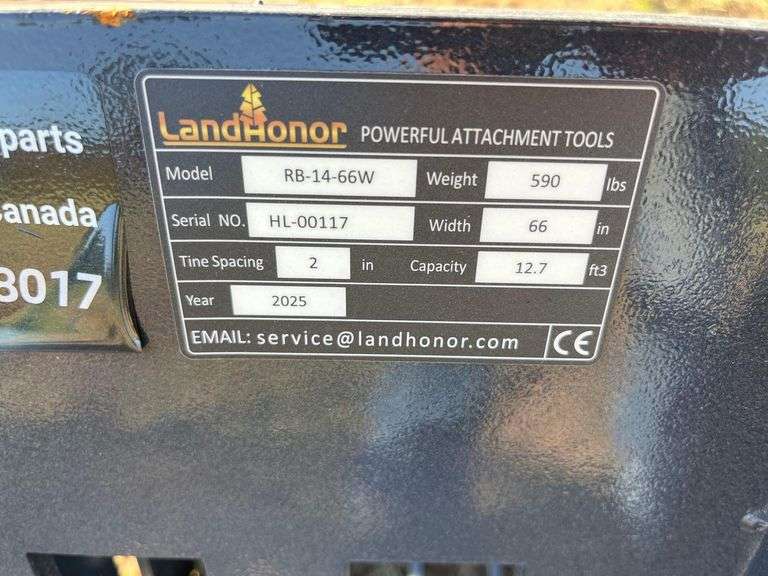 parts
anada
3017
LandHonor POWERFUL ATTACHMENT TOOLS
Model RB-14-66W Weight 590 lbs
Serial NO. HL-00117 Width 66 in
Tine Spacing 2 in Capacity 12.7 ft3
Year 2025
EMAIL: service@landhonor.com CE